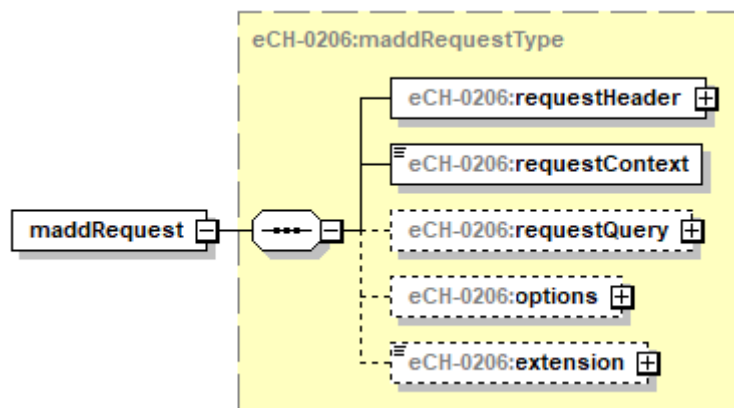 eCH-0206:maddRequestType
eCH-0206:requestHeader
eCH-0206:requestContext
maddRequest
eCH-0206:requestQuery
eCH-0206:options
eCH-0206:extension